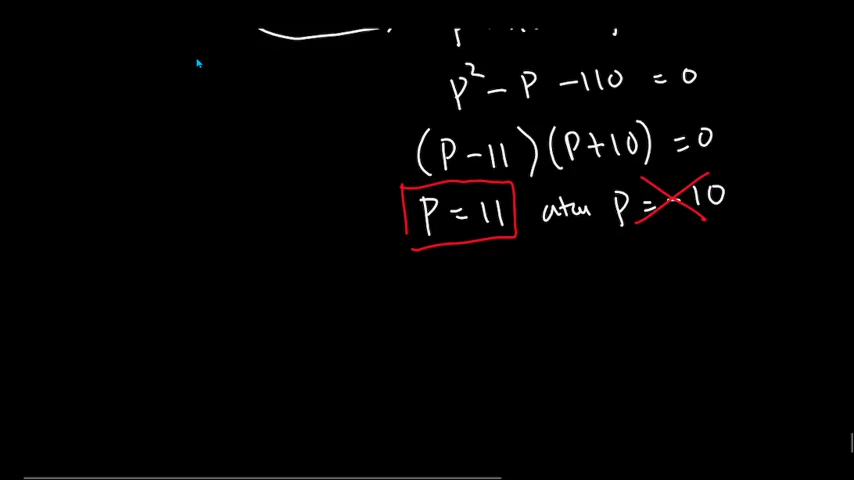 P² - P - 110 = 0
(P - 11)(P + 10) = 0
P = 11 atau P = -10